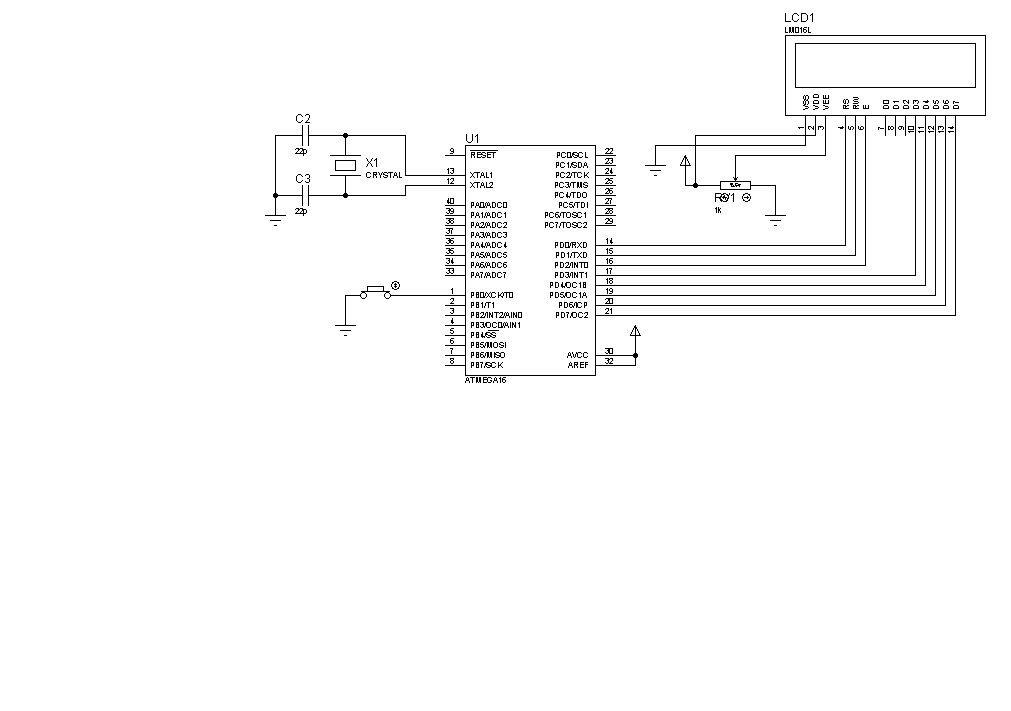 LCD1
LM016L
VSS
VDD
VEE
RS
RW
E
D0
D1
D2
D3
D4
D5
D6
D7
1
2
3
4
5
6
7
8
9
10
11
12
13
14
C2
22p
X1
CRYSTAL
C3
22p
U1
9 RESET PC0/SCL 22
PC1/SDA 23
13 XTAL1 PC2/TCK 24
12 XTAL2 PC3/TMS 25
PC4/TDO 26
40 PA0/ADC0 PC5/TDI 27
39 PA1/ADC1 PC6/TOSC1 28
38 PA2/ADC2 PC7/TOSC2 29
37 PA3/ADC3
36 PA4/ADC4 PD0/RXD 14
35 PA5/ADC5 PD1/TXD 15
34 PA6/ADC6 PD2/INT0 16
33 PA7/ADC7 PD3/INT1 17
PD4/OC1B 18
1 PB0/XCK/T0 PD5/OC1A 19
2 PB1/T1 PD6/ICP 20
3 PB2/INT2/AIN0 PD7/OC2 21
4 PB3/OC0/AIN1
5 PB4/SS
6 PB5/MOSI
7 PB6/MISO AVCC 30
8 PB7/SCK AREF 32
ATMEGA16
RV1
1k